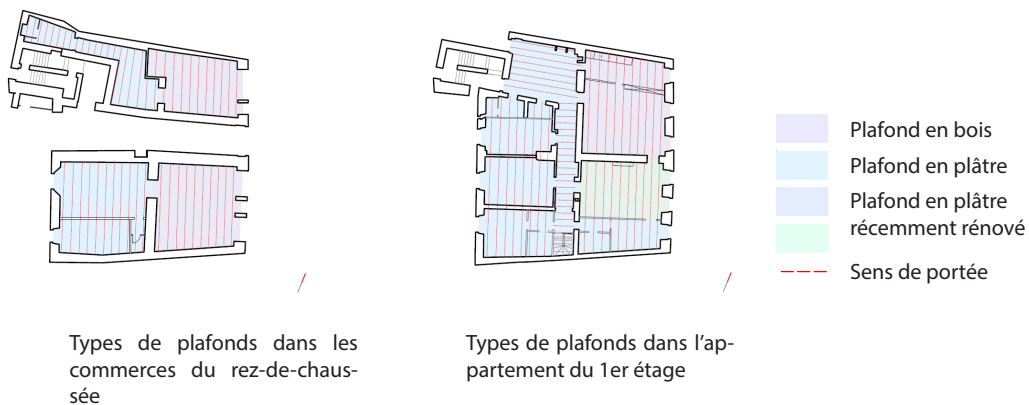 Plafond en bois
Plafond en plâtre
Plafond en plâtre
récemment rénové
Sens de portée
Types de plafonds dans les
commerces du rez-de-chaus-
sée
Types de plafonds dans l'ap-
partement du 1er étage